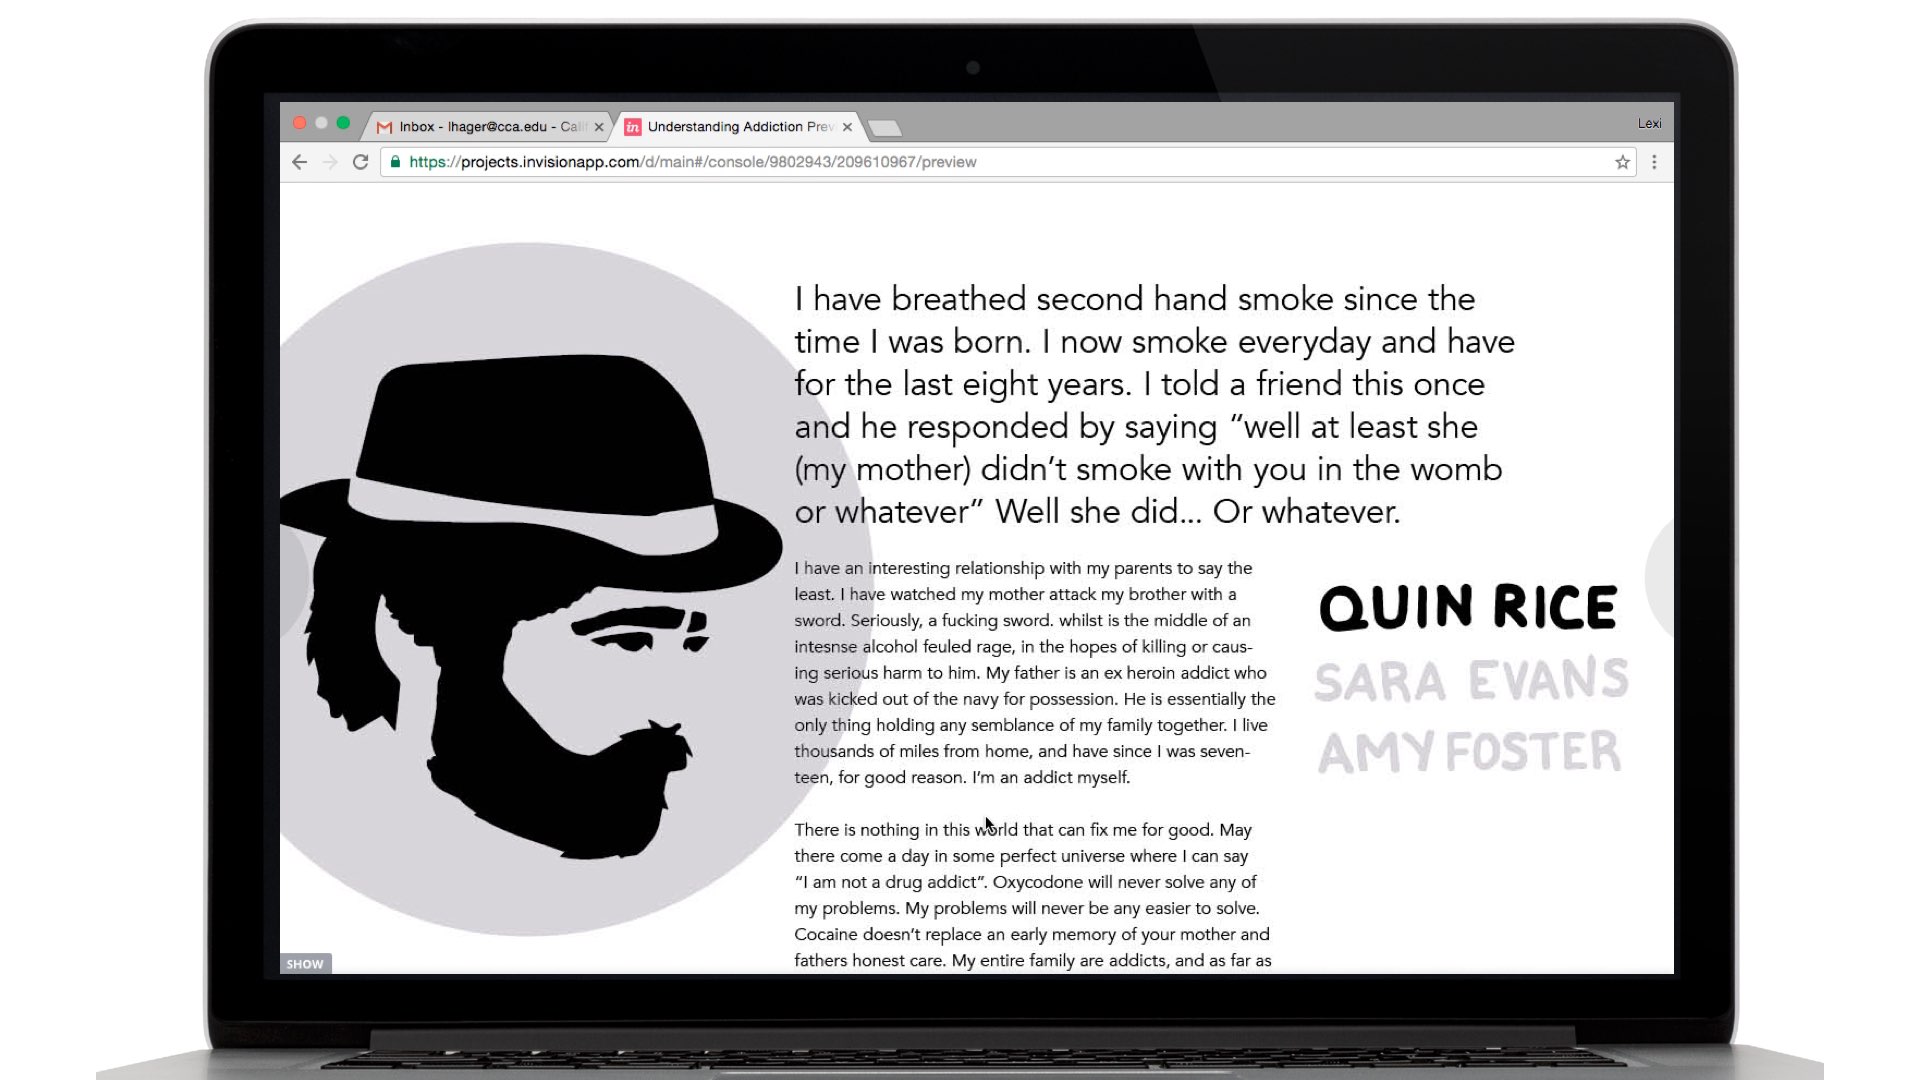 Inbox - lhager@cca.edu - Cali
Understanding Addiction Prev
Lexi
https://projects.invisionapp.com/d/main#/console/9802943/209610967/preview
I have breathed second hand smoke since the
time I was born. I now smoke everyday and have
for the last eight years. I told a friend this once
and he responded by saying “well at least she
(my mother) didn’t smoke with you in the womb
or whatever” Well she did... Or whatever.
I have an interesting relationship with my parents to say the
least. I have watched my mother attack my brother with a
sword. Seriously, a fucking sword. whilst is the middle of an
intesnse alcohol feuled rage, in the hopes of killing or caus-
ing serious harm to him. My father is an ex heroin addict who
was kicked out of the navy for possession. He is essentially the
only thing holding any semblance of my family together. I live
thousands of miles from home, and have since I was seven-
teen, for good reason. I’m an addict myself.
There is nothing in this world that can fix me for good. May
there come a day in some perfect universe where I can say
“I am not a drug addict”. Oxycodone will never solve any of
my problems. My problems will never be any easier to solve.
Cocaine doesn’t replace an early memory of your mother and
fathers honest care. My entire family are addicts, and as far as
QUIN RICE
SARA EVANS
AMY FOSTER
SHOW